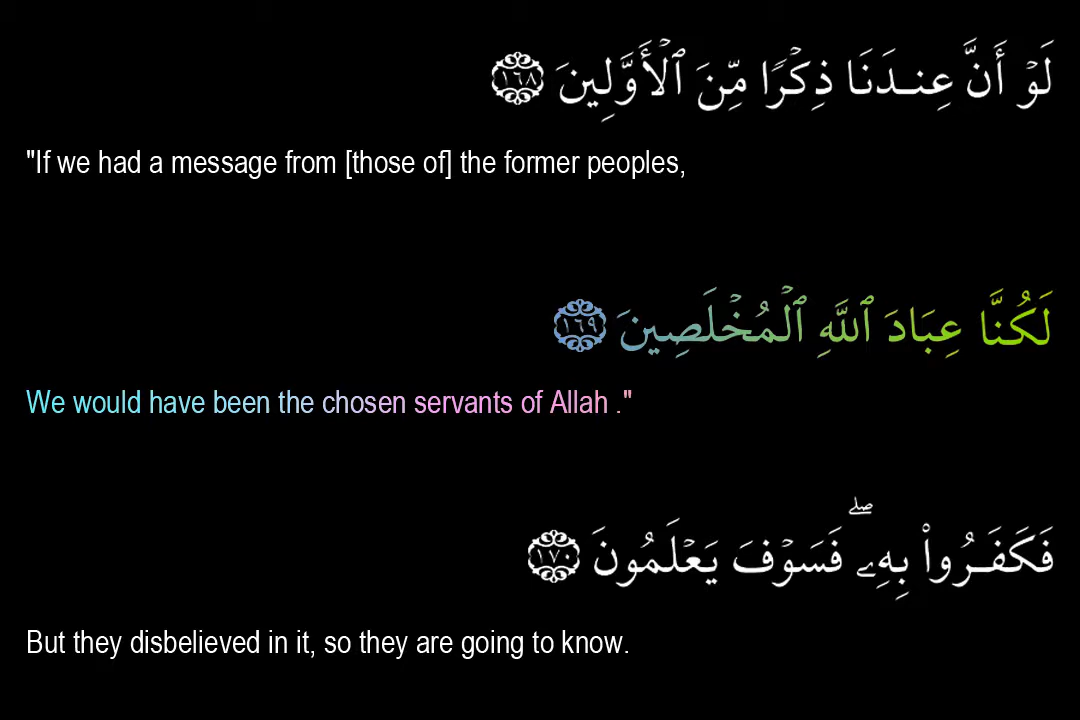 لَوْ أَنَّ عِندَنَا ذِكْرًا مِّنَ ٱلْأَوَّلِينَ ١٦٨
"If we had a message from [those of] the former peoples,
لَكُنَّا عِبَادَ ٱللَّهِ ٱلْمُخْلَصِينَ ١٦٩
We would have been the chosen servants of Allah ."
فَكَفَرُوا۟ بِهِۦ ۖ فَسَوْفَ يَعْلَمُونَ ١٧٠
But they disbelieved in it, so they are going to know.